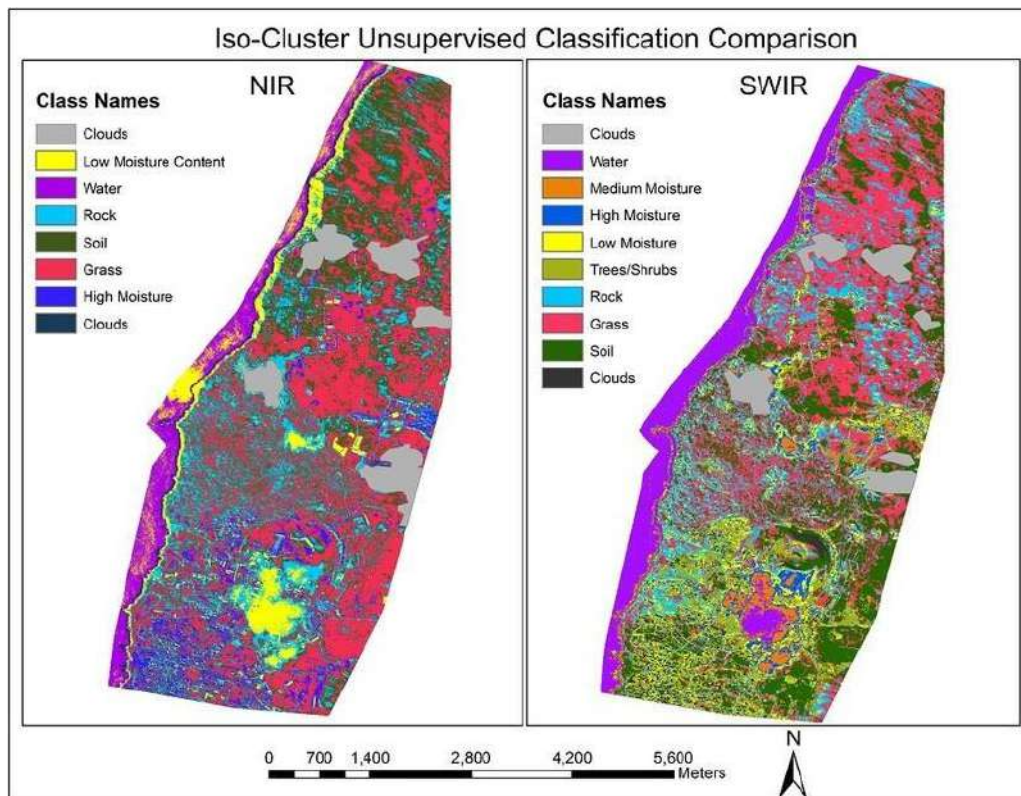 Iso-Cluster Unsupervised Classification Comparison
NIR
Class Names
Clouds
Low Moisture Content
Water
Rock
Soil
Grass
High Moisture
Clouds
SWIR
Class Names
Clouds
Water
Medium Moisture
High Moisture
Low Moisture
Trees/Shrubs
Rock
Grass
Soil
Clouds
0 700 1,400 2,800 4,200 5,600
Meters
N